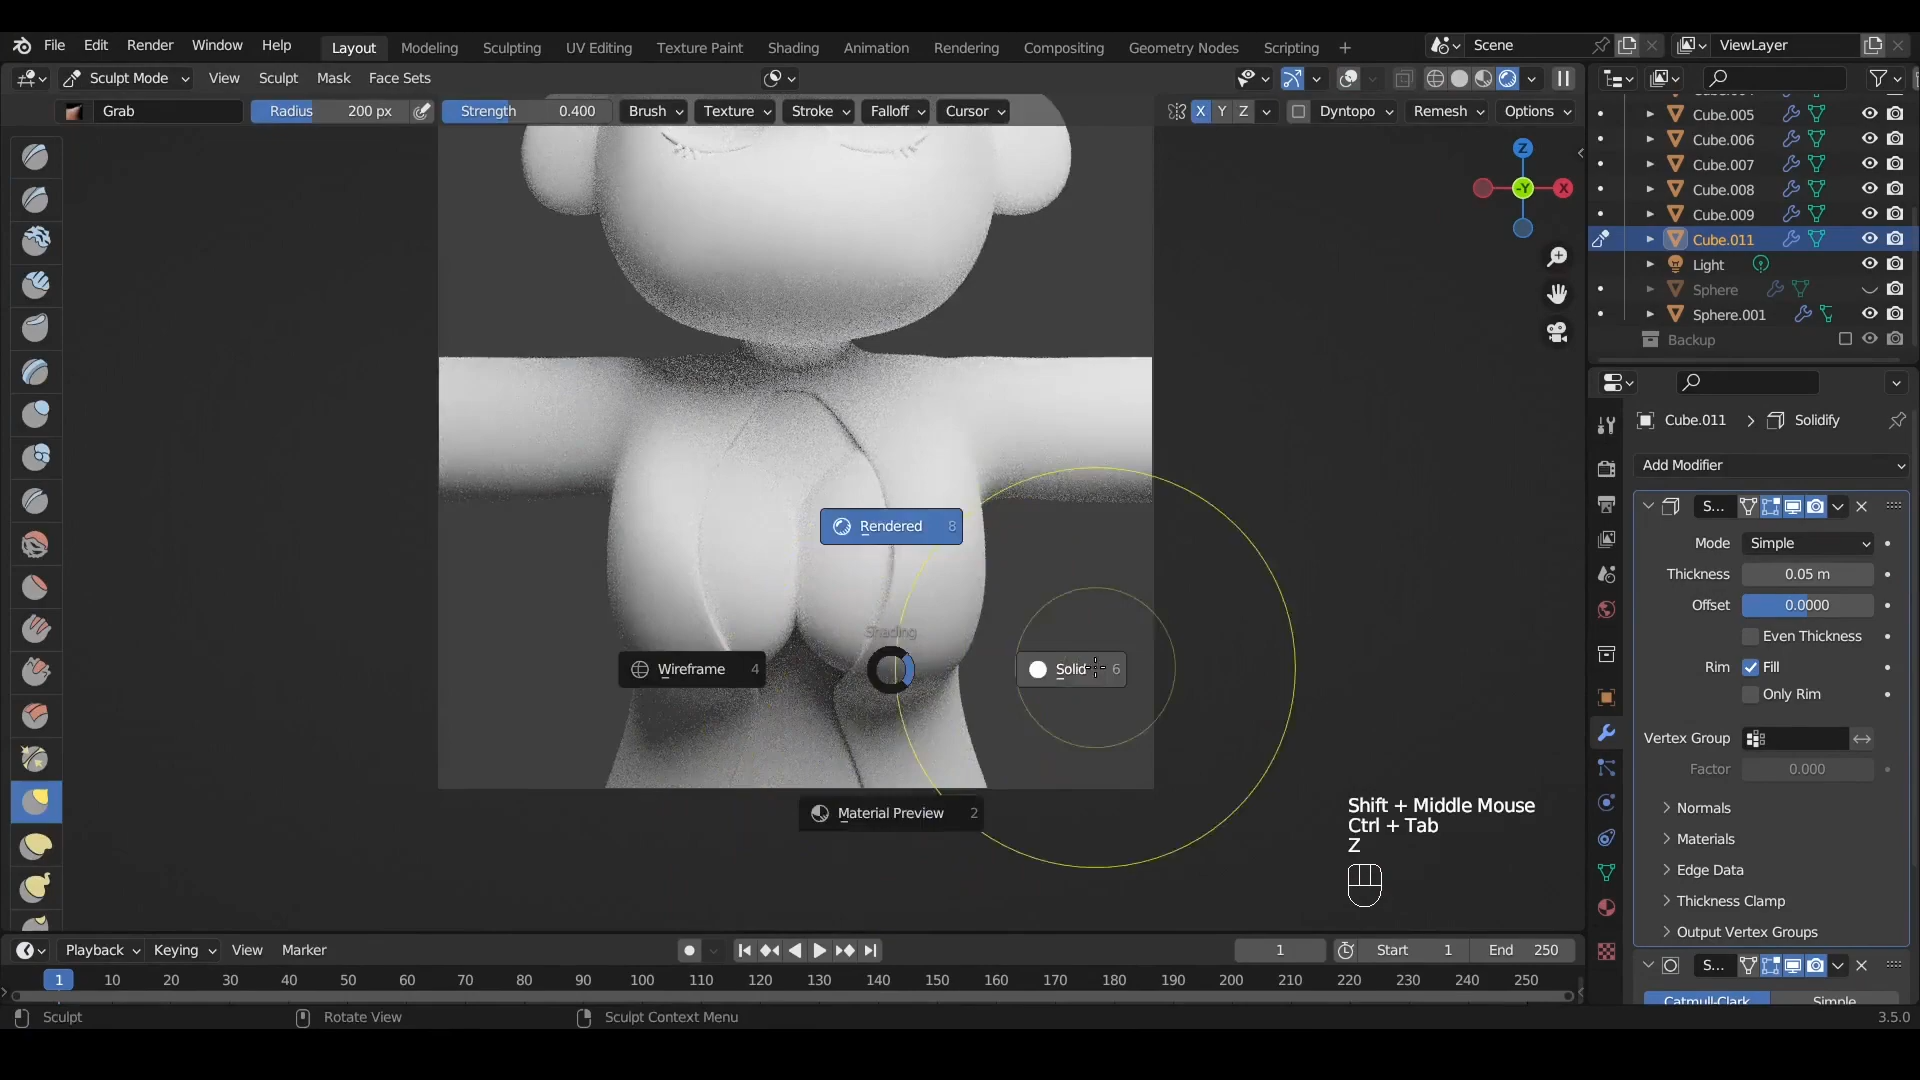 File Edit Render Window Help Layout Modeling Sculpting UV Editing Texture Paint Shading Animation Rendering Compositing Geometry Nodes Scripting + Scene ViewLayer
Sculpt Mode View Sculpt Mask Face Sets
Grab Radius 200 px Strength 0.400 Brush Texture Stroke Falloff Cursor X Y Z Dyntopo Remesh Options
Cube.005
Cube.006
Cube.007
Cube.008
Cube.009
Cube.011
Light
Sphere
Sphere.001
Backup
Z
-Y X
Cube.011 > Solidify
Add Modifier
S...
Mode Simple
Thickness 0.05 m
Offset 0.0000
Even Thickness
Rim Fill
Only Rim
Vertex Group
Factor 0.000
Normals
Materials
Edge Data
Thickness Clamp
Output Vertex Groups
S...
Catmull-Clark Simple
Rendered 8
Shading
Wireframe 4
Solid 6
Material Preview 2
Shift + Middle Mouse
Ctrl + Tab
Z
Playback Keying View Marker 1 Start 1 End 250
1 10 20 30 40 50 60 70 80 90 100 110 120 130 140 150 160 170 180 190 200 210 220 230 240 250
Sculpt Rotate View Sculpt Context Menu 3.5.0